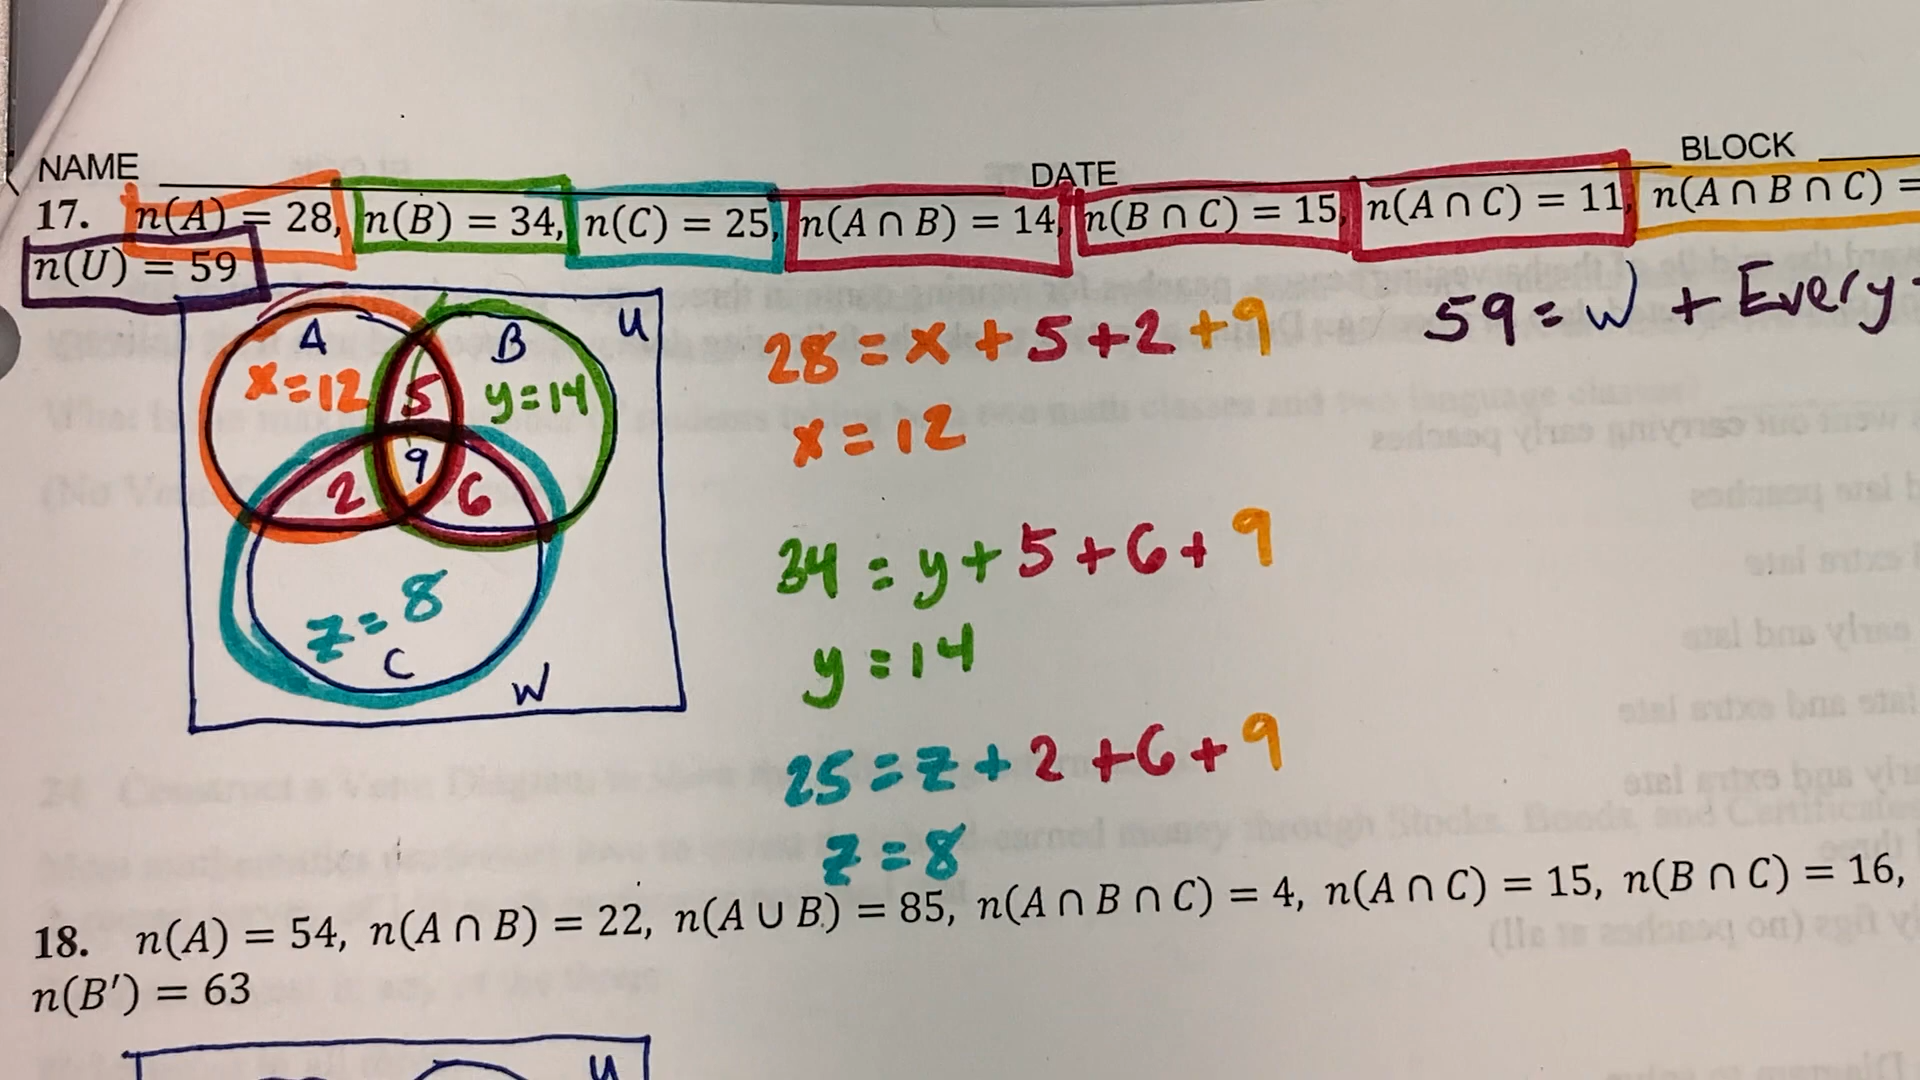 NAME DATE BLOCK
17. n(A) = 28, n(B) = 34, n(C) = 25, n(A ∩ B) = 14, n(B ∩ C) = 15, n(A ∩ C) = 11, n(A ∩ B ∩ C) =
n(U) = 59
59 = W + Every-
A B U
x=12 5 y=14
9
2 6
z=8
C
W
28 = x + 5 + 2 + 9
x = 12
34 = y + 5 + 6 + 9
y = 14
25 = z + 2 + 6 + 9
z = 8
18. n(A) = 54, n(A ∩ B) = 22, n(A ∪ B) = 85, n(A ∩ B ∩ C) = 4, n(A ∩ C) = 15, n(B ∩ C) = 16,
n(B′) = 63
U